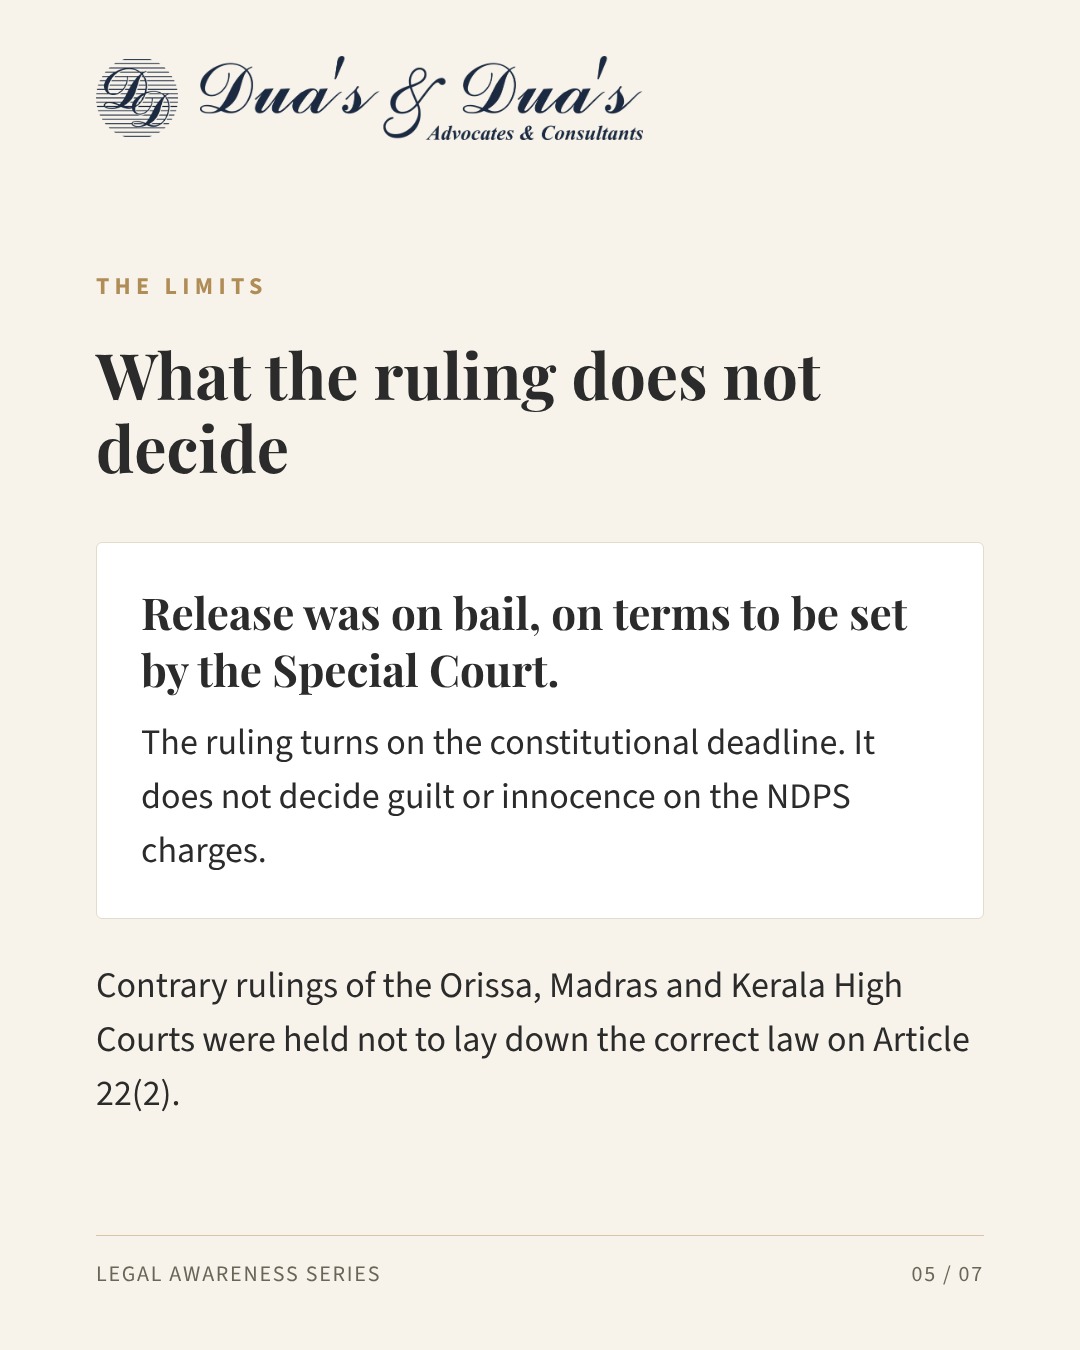 DD Dua's & Dua's
Advocates & Consultants
THE LIMITS
What the ruling does not
decide
Release was on bail, on terms to be set
by the Special Court.
The ruling turns on the constitutional deadline. It
does not decide guilt or innocence on the NDPS
charges.
Contrary rulings of the Orissa, Madras and Kerala High
Courts were held not to lay down the correct law on Article
22(2).
LEGAL AWARENESS SERIES
05 / 07